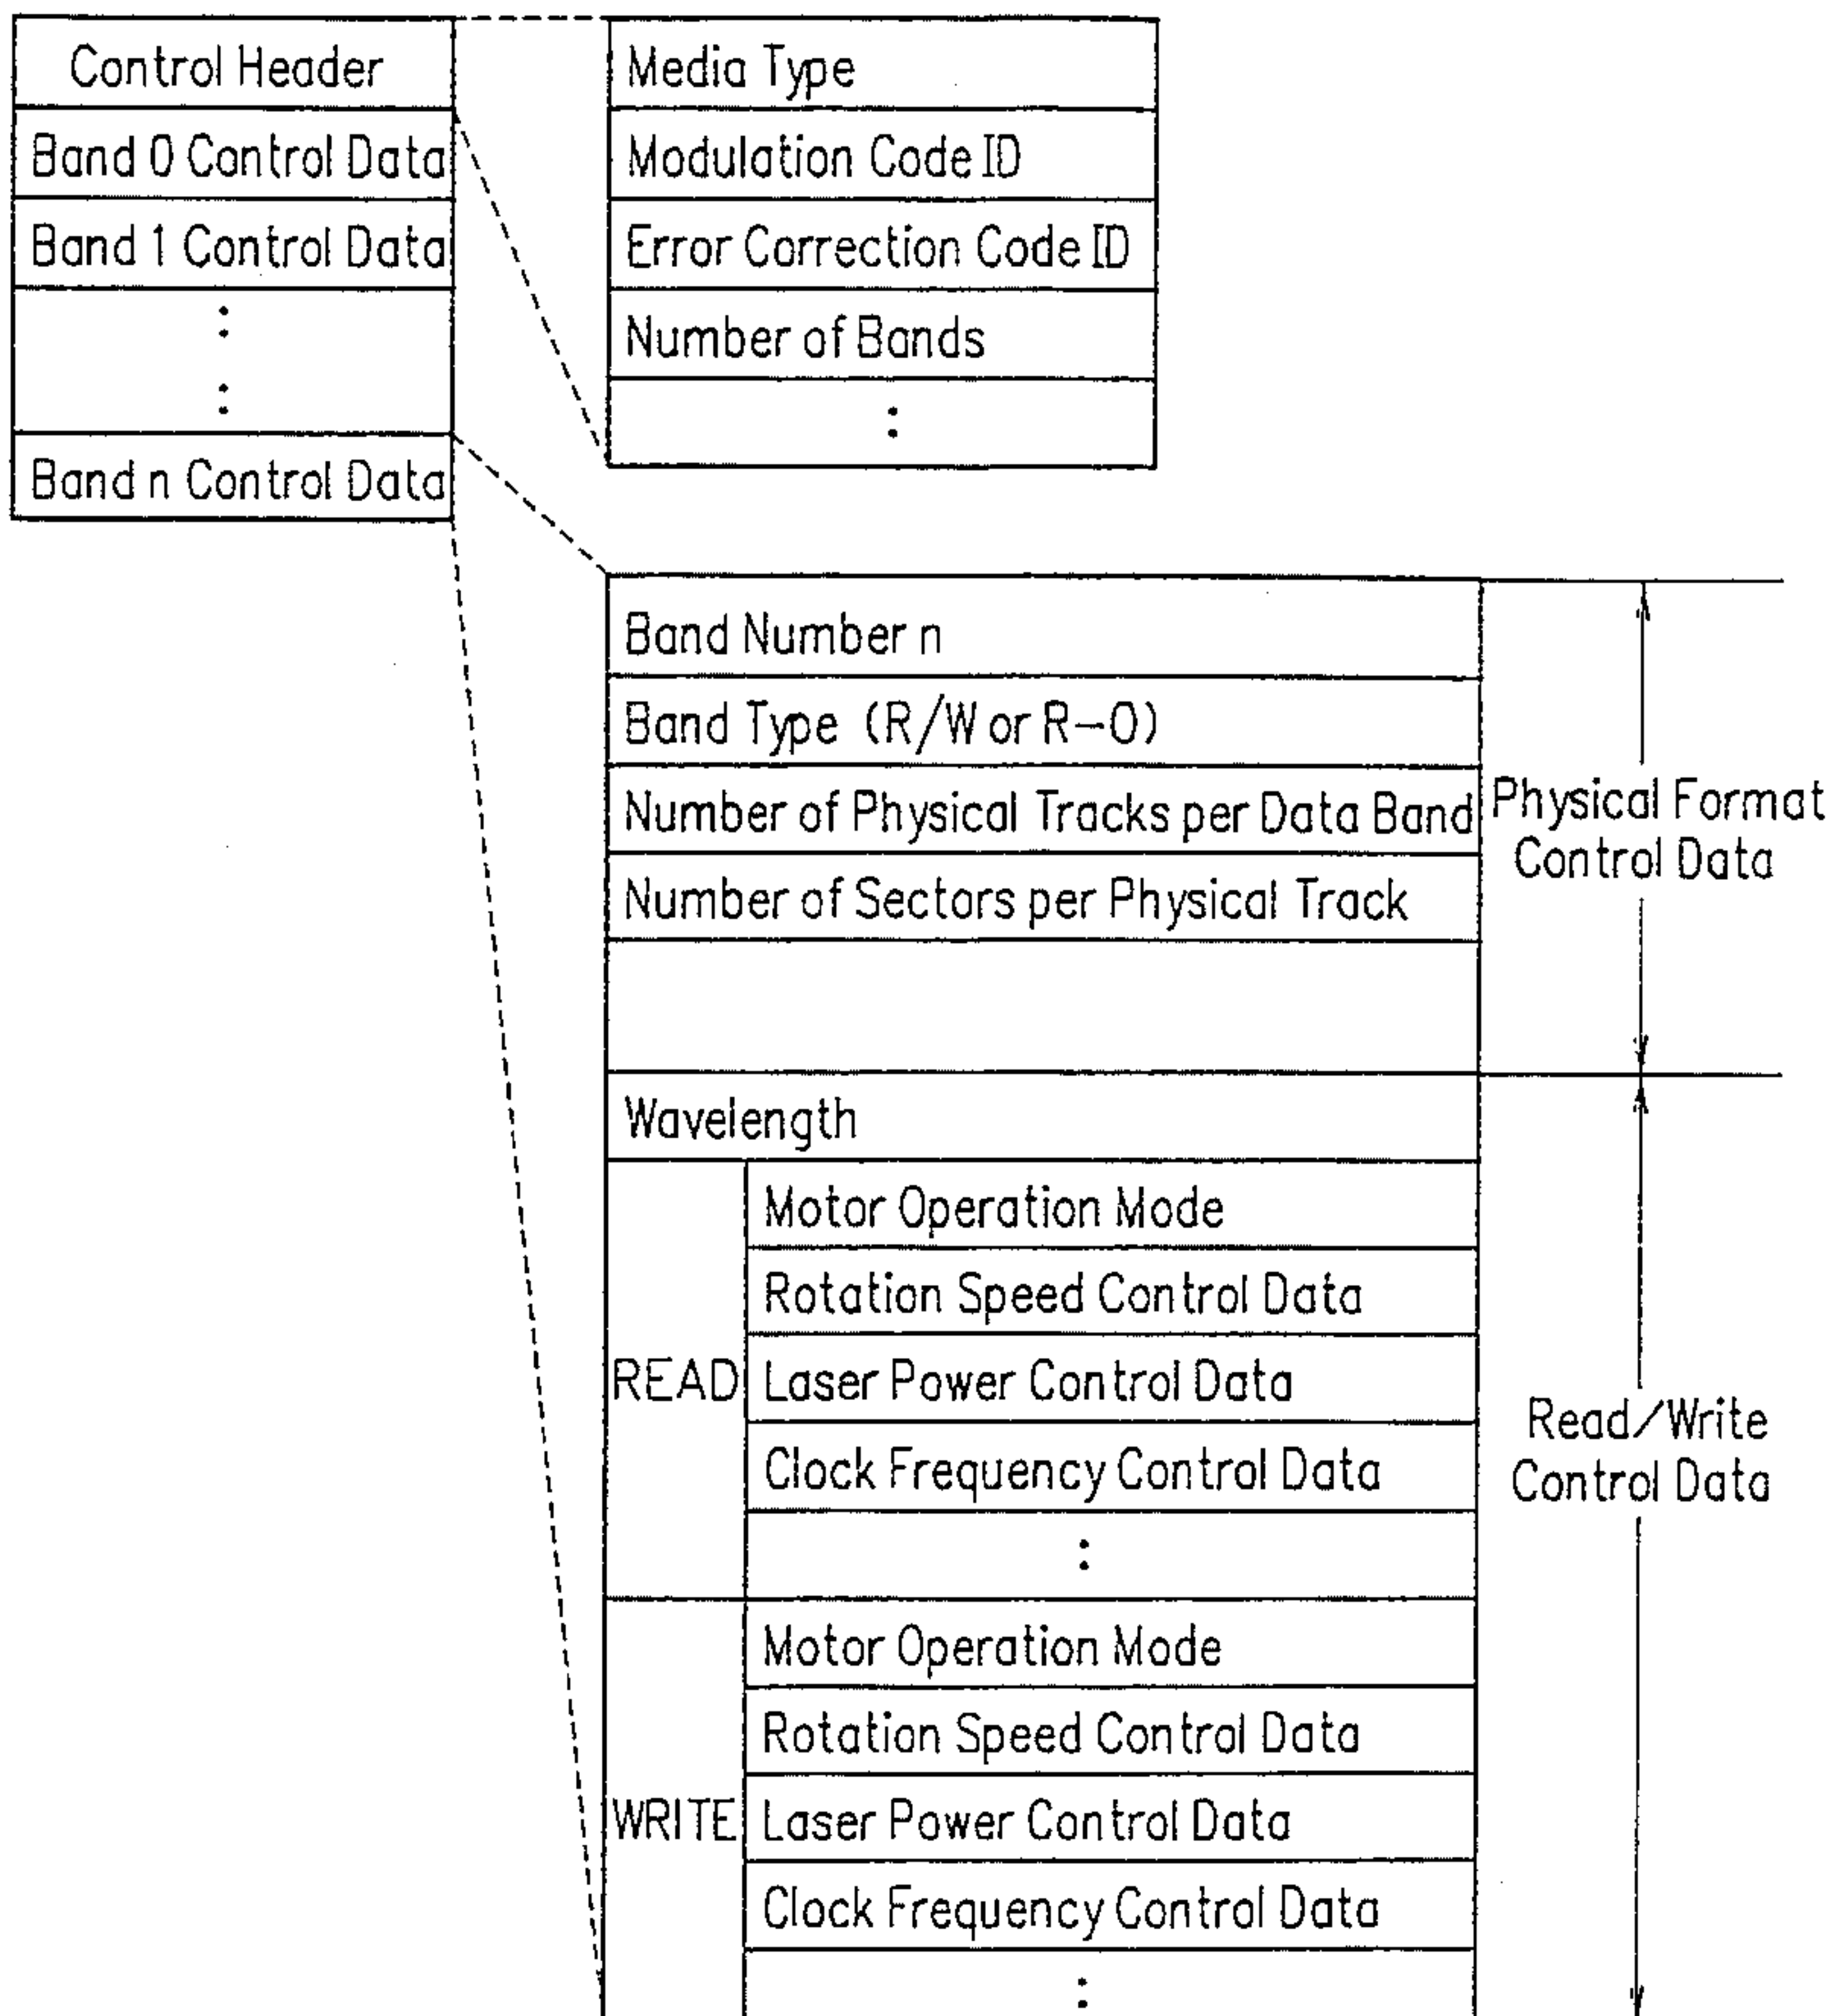 Control Header
Band 0 Control Data
Band 1 Control Data
Band n Control Data
Media Type
Modulation Code ID
Error Correction Code ID
Number of Bands
Band Number n
Band Type (R/W or R-O)
Number of Physical Tracks per Data Band
Number of Sectors per Physical Track
Physical Format
Control Data
Wavelength
READ
Motor Operation Mode
Rotation Speed Control Data
Laser Power Control Data
Clock Frequency Control Data
WRITE
Motor Operation Mode
Rotation Speed Control Data
Laser Power Control Data
Clock Frequency Control Data
Read/Write
Control Data